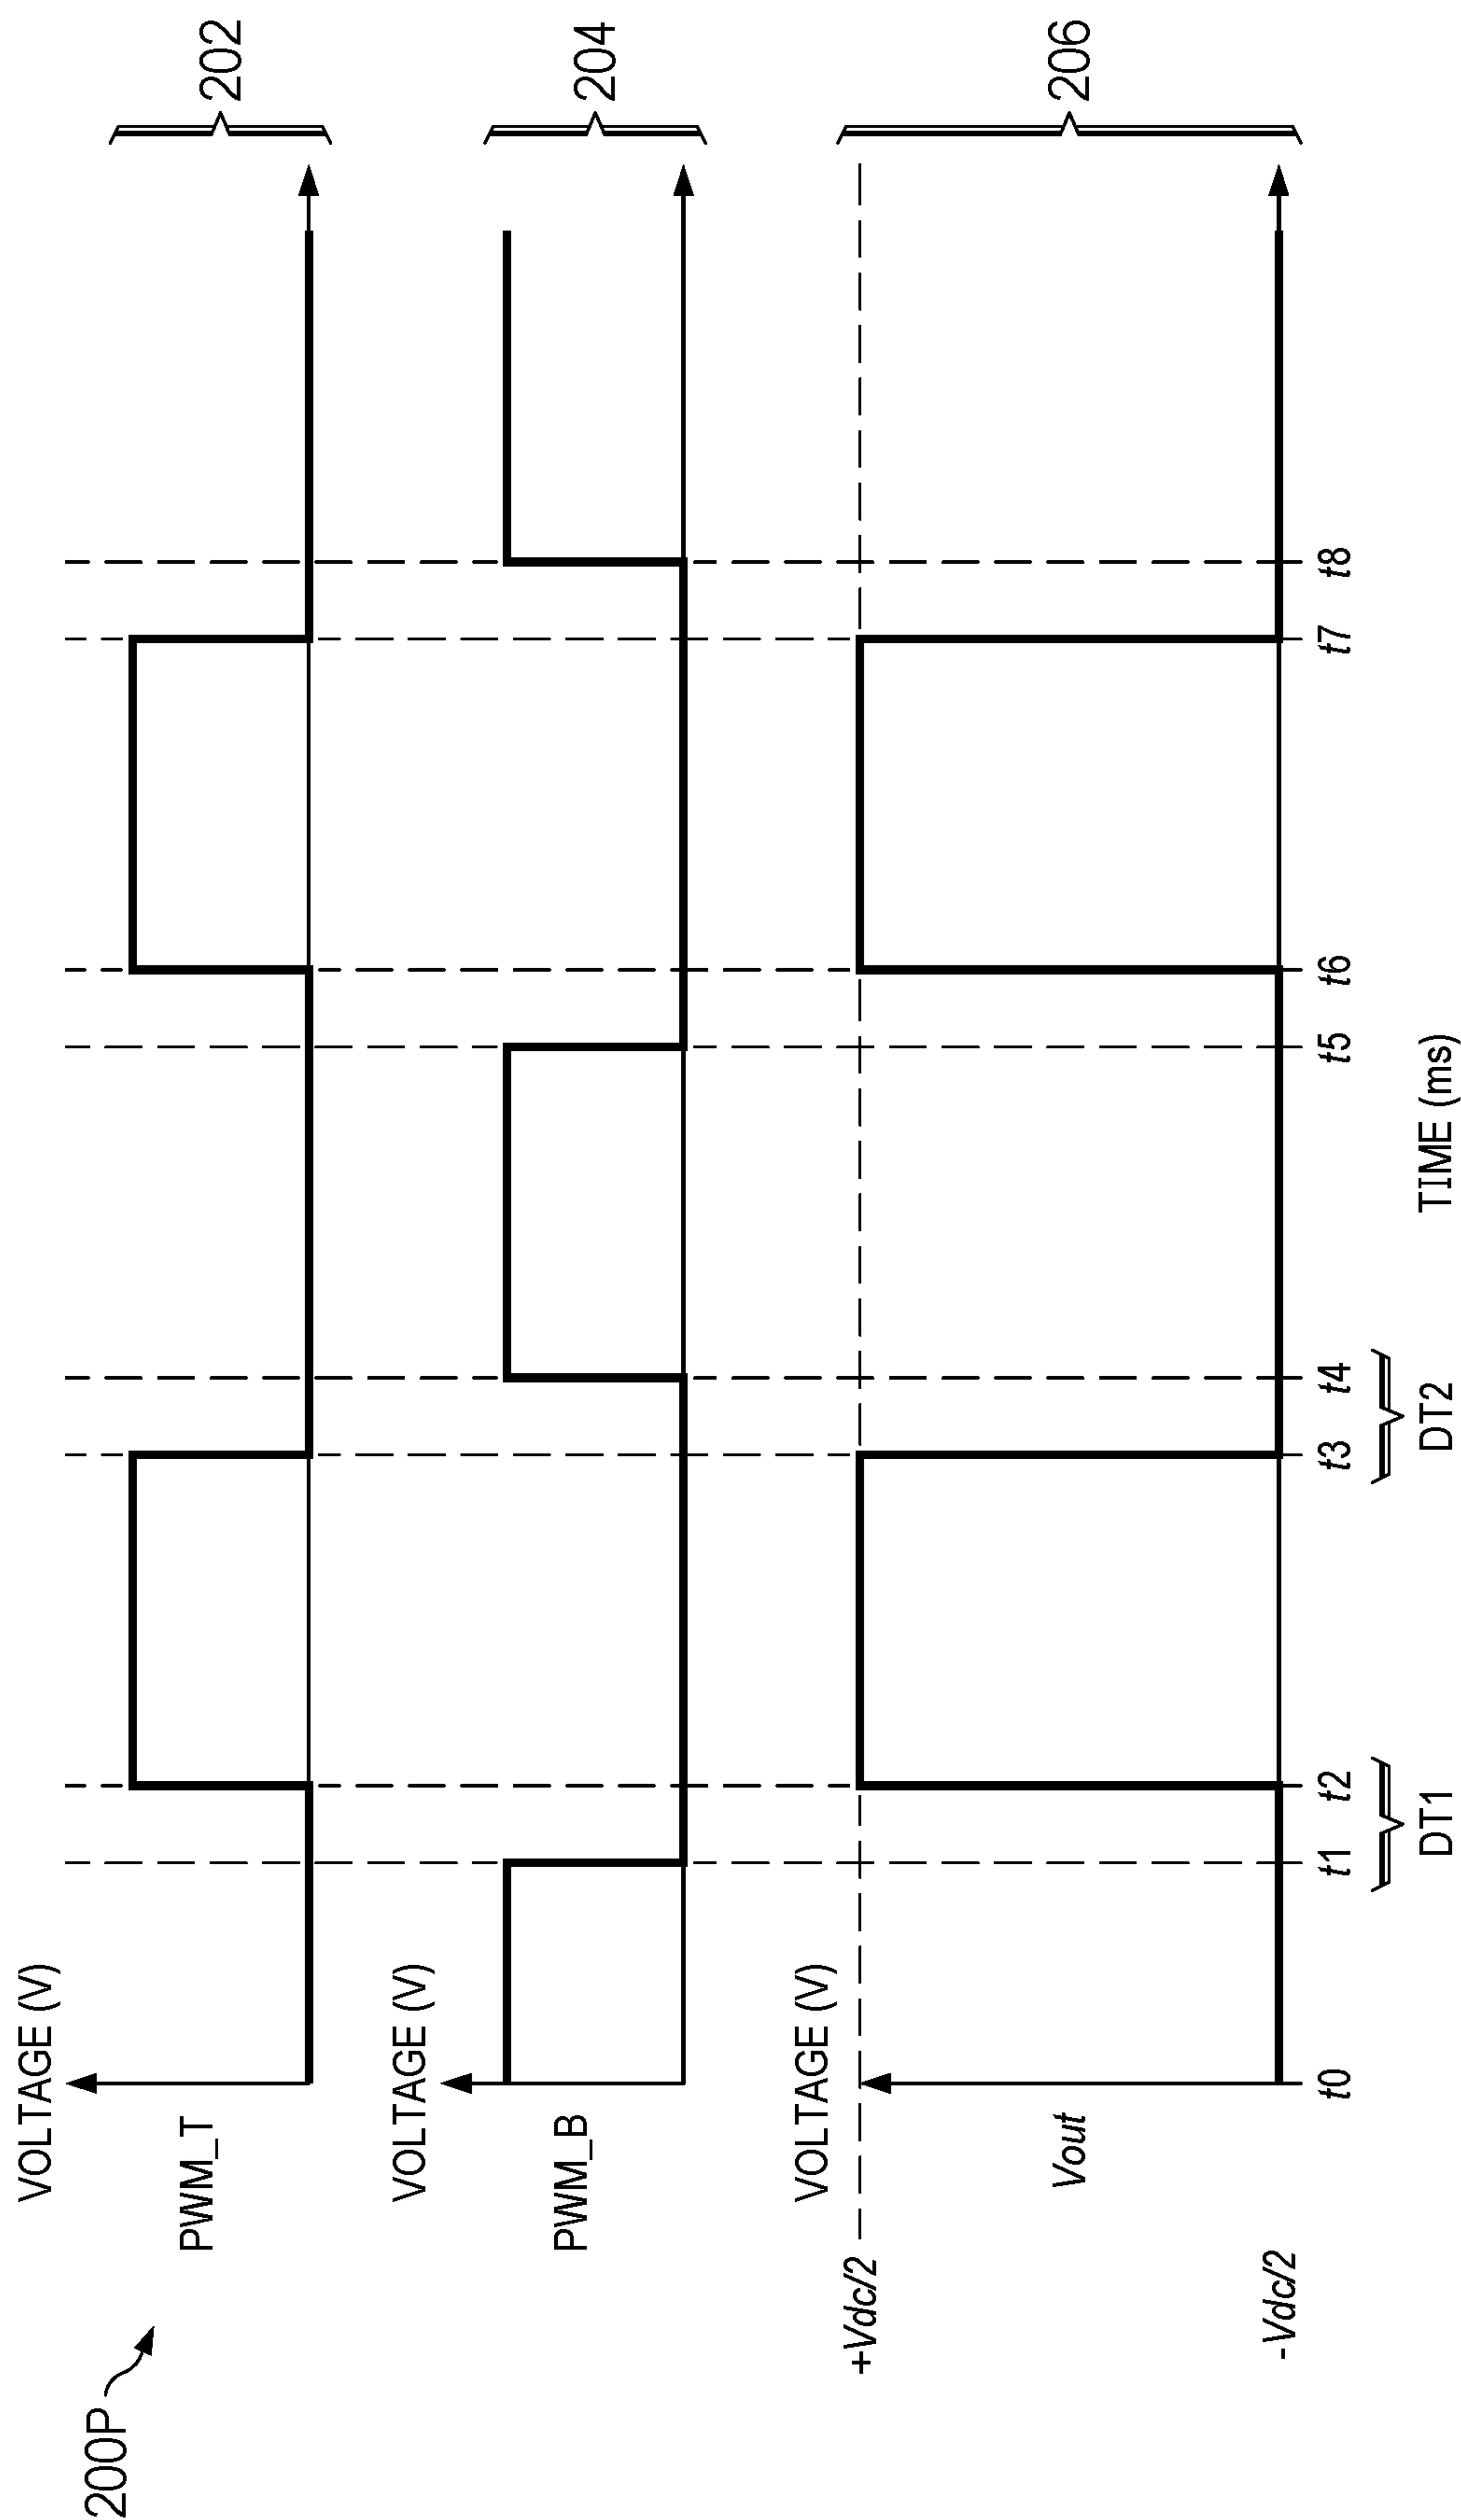 200P
VOLTAGE (V)
PWM_T
202
VOLTAGE (V)
PWM_B
204
VOLTAGE (V)
+Vdc/2
Vout
206
-Vdc/2
t0 t1 t2 t3 t4 t5 t6 t7 t8
DT1 DT2
TIME (ms)